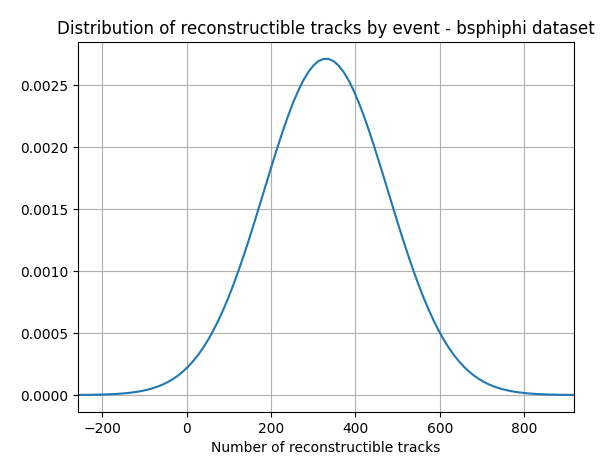 Distribution of reconstructible tracks by event - bsphiphi dataset
0.0025
0.0020
0.0015
0.0010
0.0005
0.0000
−200 0 200 400 600 800
Number of reconstructible tracks